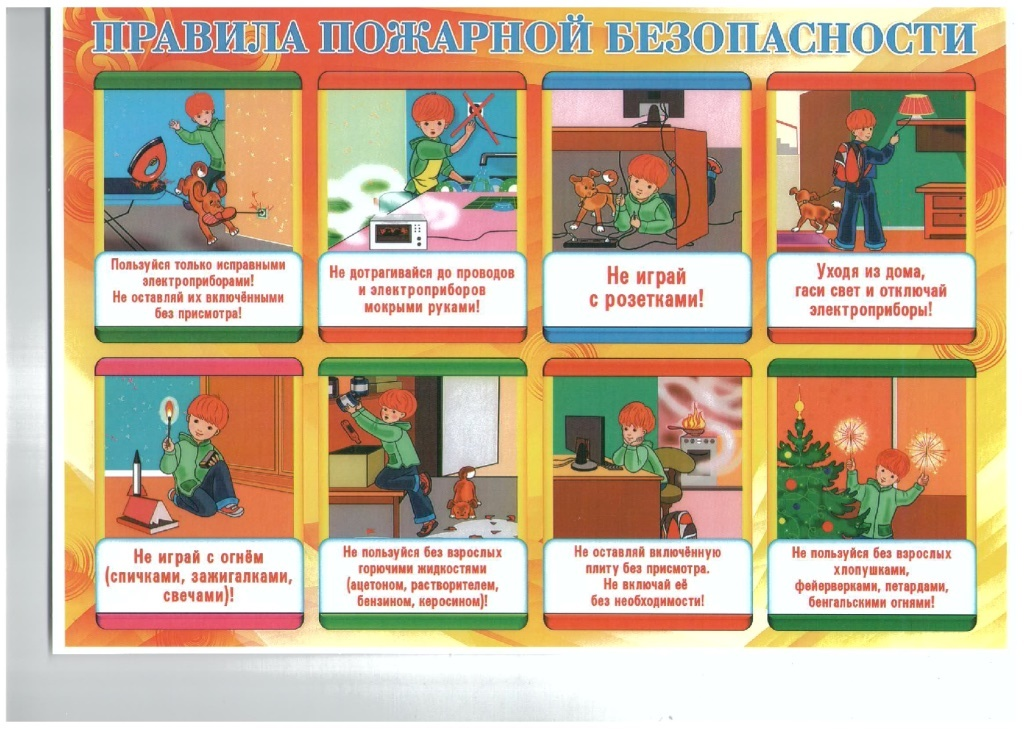 ПРАВИЛА ПОЖАРНОЙ БЕЗОПАСНОСТИ
Пользуйся только исправными
электроприборами!
Не оставляй их включёнными
без присмотра!
Не дотрагивайся до проводов
и электроприборов
мокрыми руками!
Не играй
с розетками!
Уходя из дома,
гаси свет и отключай
электроприборы!
Не играй с огнём
(спичками, зажигалками,
свечами)!
Не пользуйся без взрослых
горючими жидкостями
(ацетоном, растворителем,
бензином, керосином)!
Не оставляй включённую
плиту без присмотра.
Не включай её
без необходимости!
Не пользуйся без взрослых
хлопушками,
фейерверками, петардами,
бенгальскими огнями!